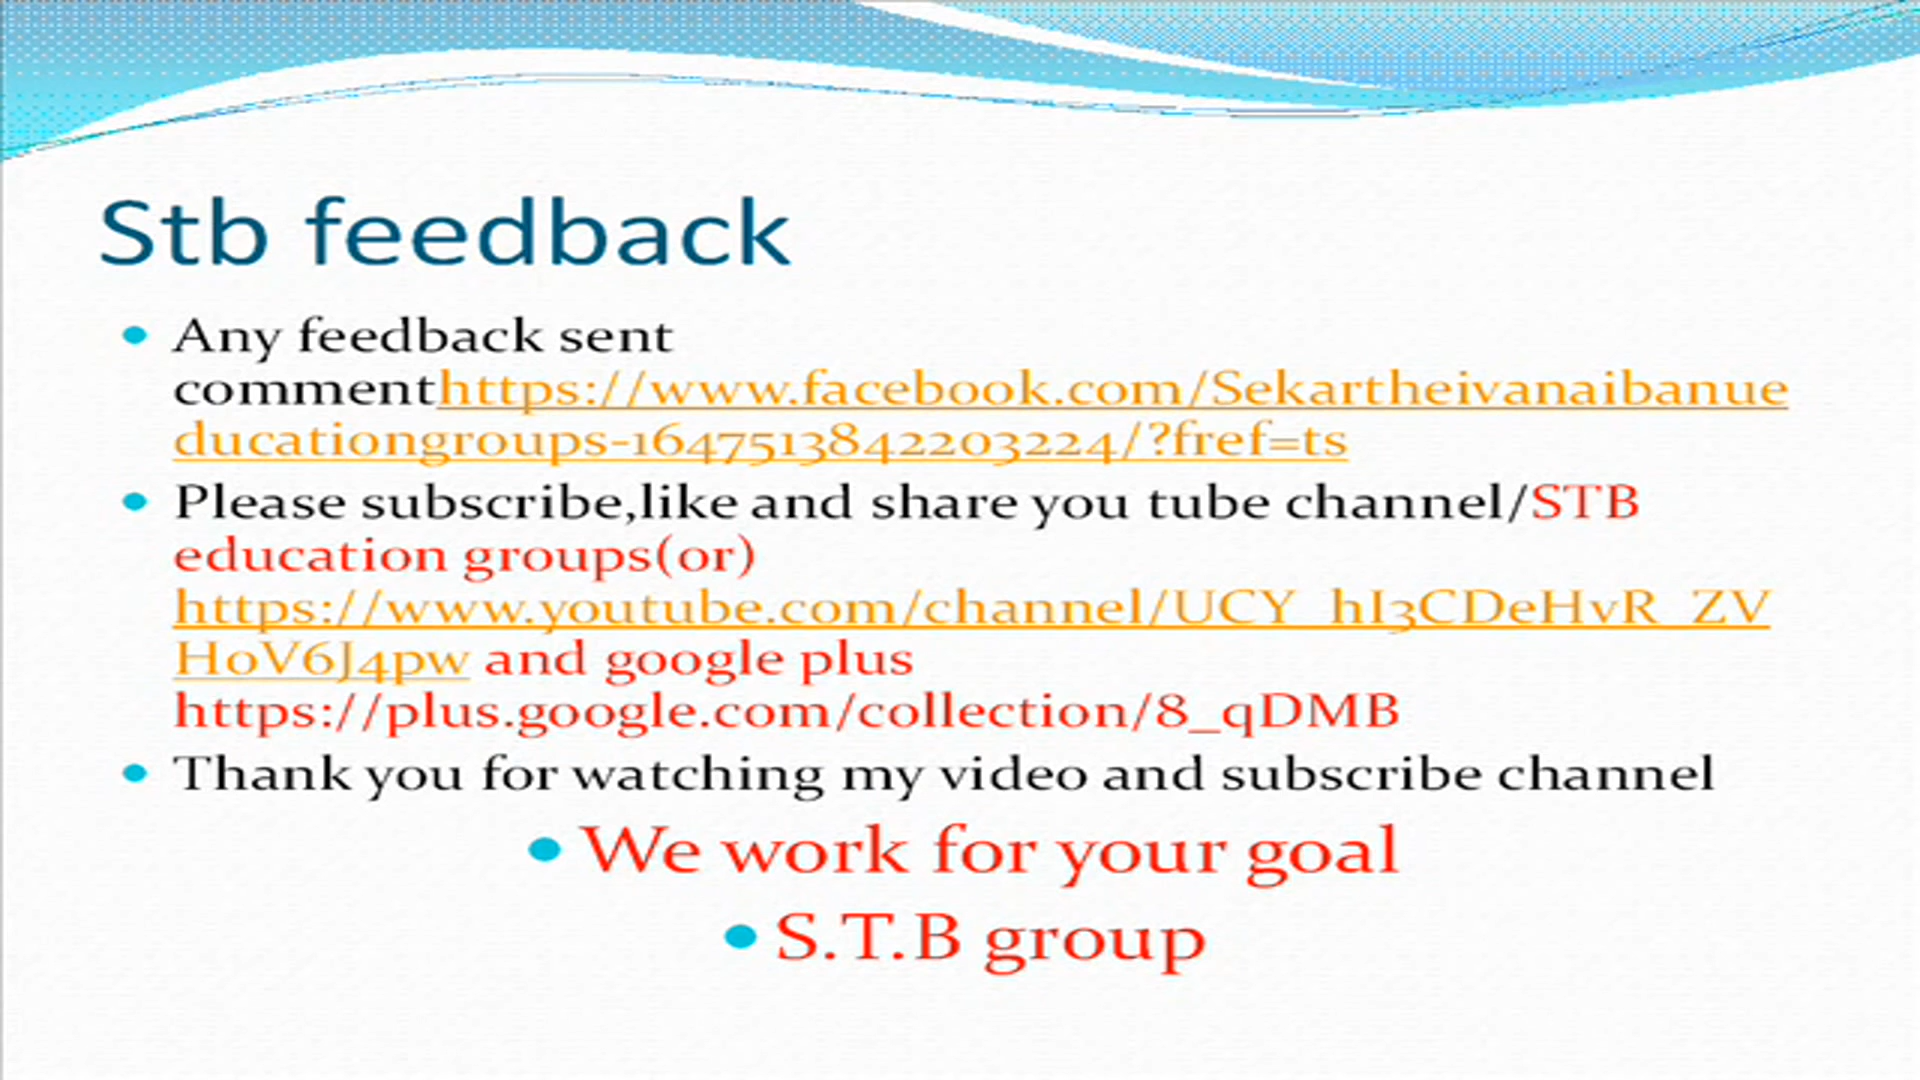 Stb feedback
Any feedback sent
commenthttps://www.facebook.com/Sekartheivanaibanue
ducationgroups-1647513842203224/?fref=ts
Please subscribe,like and share you tube channel/STB
education groups(or)
https://www.youtube.com/channel/UCY_hI3CDeHvR_ZV
HoV6J4pw and google plus
https://plus.google.com/collection/8_qDMB
Thank you for watching my video and subscribe channel
We work for your goal
S.T.B group